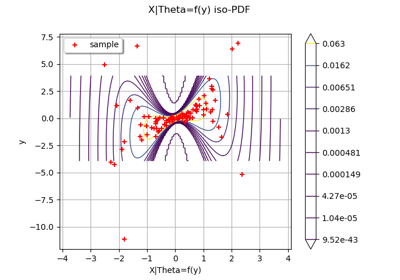 X|Theta=f(y) iso-PDF
sample
y
7.5
5.0
2.5
0.0
−2.5
−5.0
−7.5
−10.0
−4 −3 −2 −1 0 1 2 3 4
X|Theta=f(y)
0.063
0.0162
0.00651
0.00286
0.0013
0.000481
0.000149
4.27e-05
1.04e-05
9.52e-43